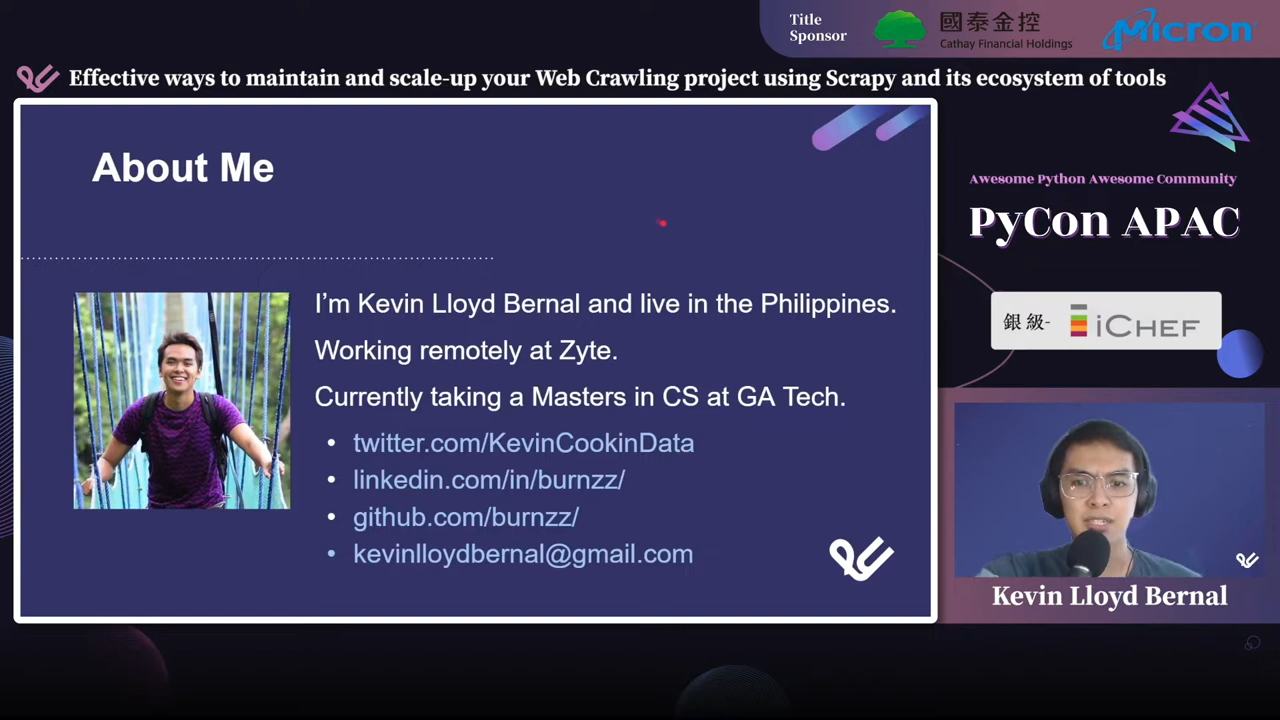 Title
Sponsor
國泰金控
Cathay Financial Holdings
Micron
Effective ways to maintain and scale-up your Web Crawling project using Scrapy and its ecosystem of tools
About Me
I’m Kevin Lloyd Bernal and live in the Philippines.
Working remotely at Zyte.
Currently taking a Masters in CS at GA Tech.
• twitter.com/KevinCookinData
• linkedin.com/in/burnzz/
• github.com/burnzz/
• kevinlloydbernal@gmail.com
Awesome Python Awesome Community
PyCon APAC
銀級-
iCHEF
Kevin Lloyd Bernal